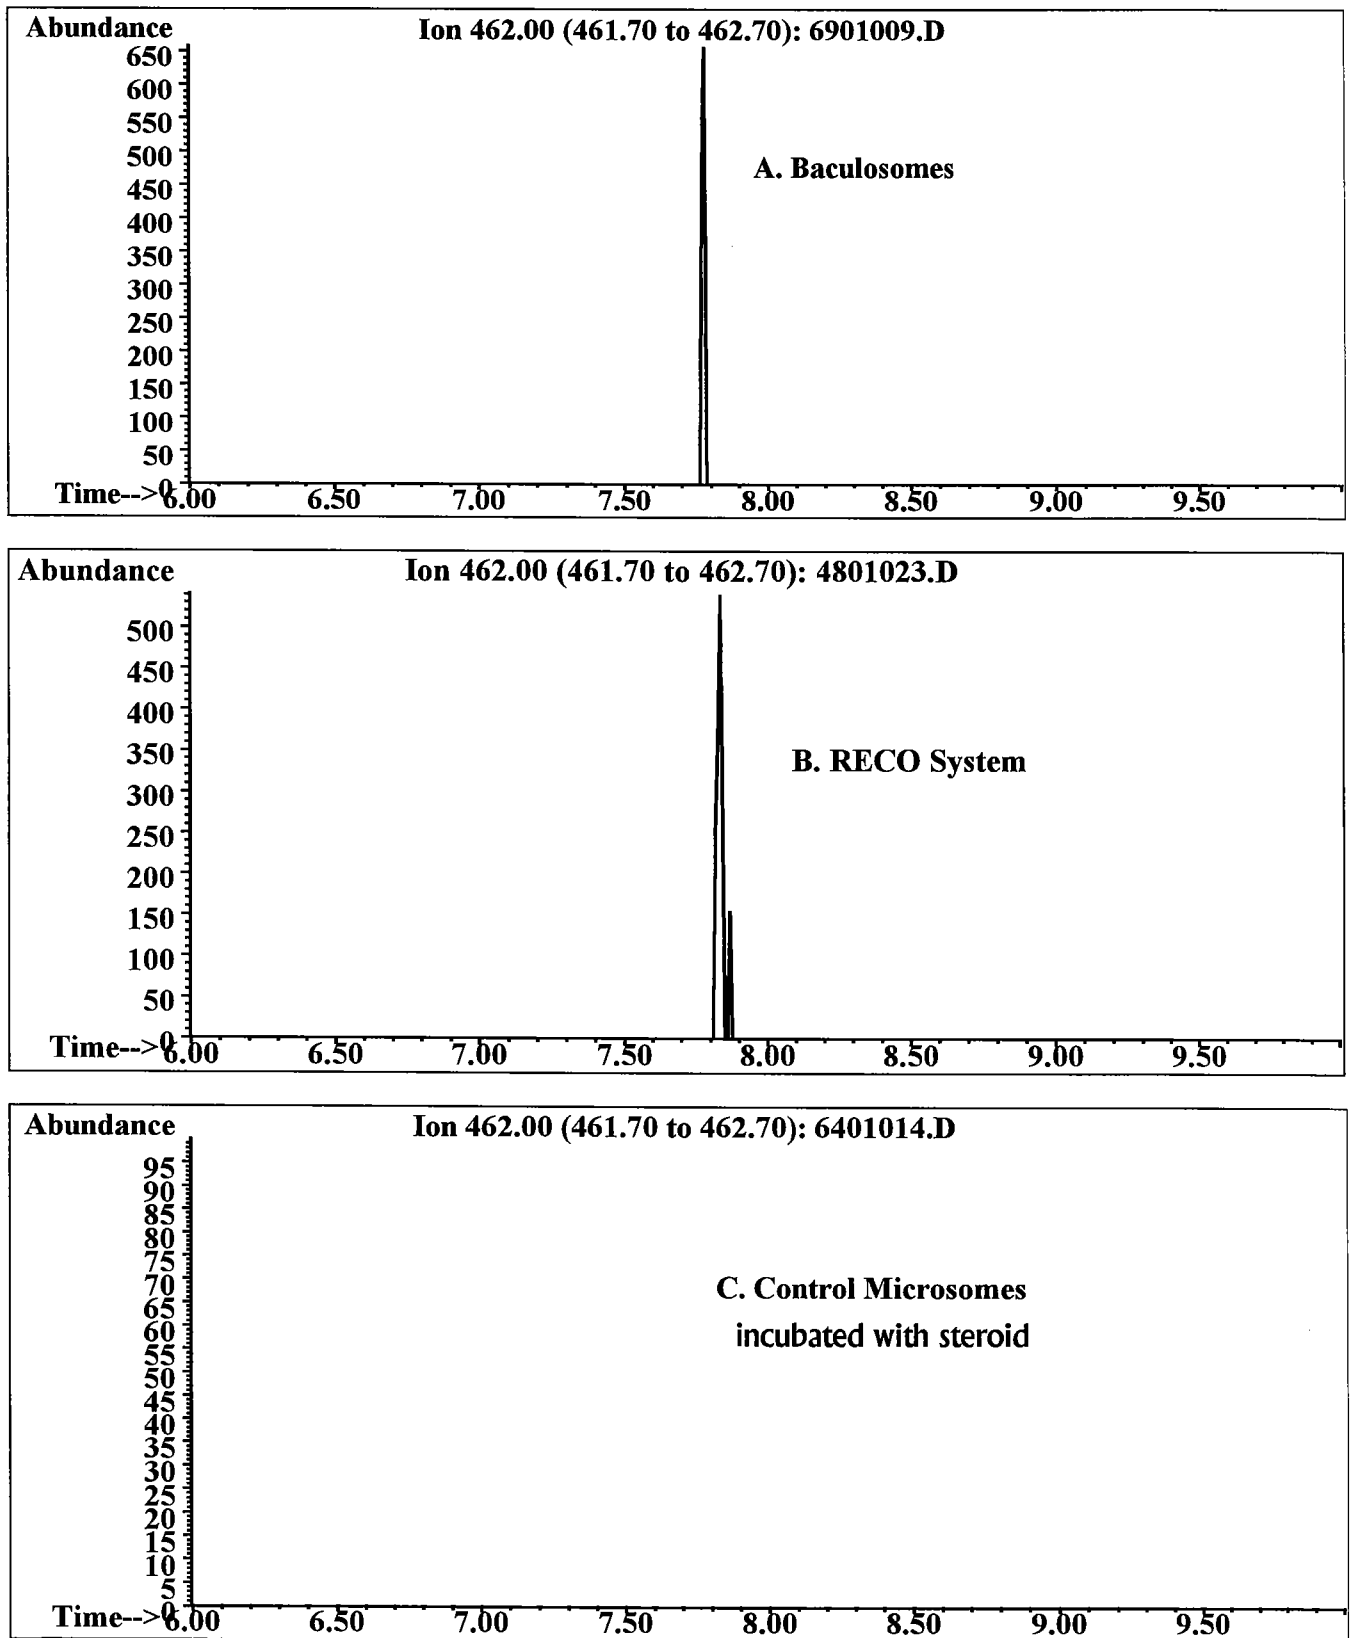 Abundance
Ion 462.00 (461.70 to 462.70): 6901009.D
650
600
550
500
450
400
350
300
250
200
150
100
50
0
A. Baculosomes
Time-->
6.00 6.50 7.00 7.50 8.00 8.50 9.00 9.50
Abundance
Ion 462.00 (461.70 to 462.70): 4801023.D
500
450
400
350
300
250
200
150
100
50
0
B. RECO System
Time-->
6.00 6.50 7.00 7.50 8.00 8.50 9.00 9.50
Abundance
Ion 462.00 (461.70 to 462.70): 6401014.D
95
90
85
80
75
70
65
60
55
50
45
40
35
30
25
20
15
10
5
0
C. Control Microsomes
incubated with steroid
Time-->
6.00 6.50 7.00 7.50 8.00 8.50 9.00 9.50